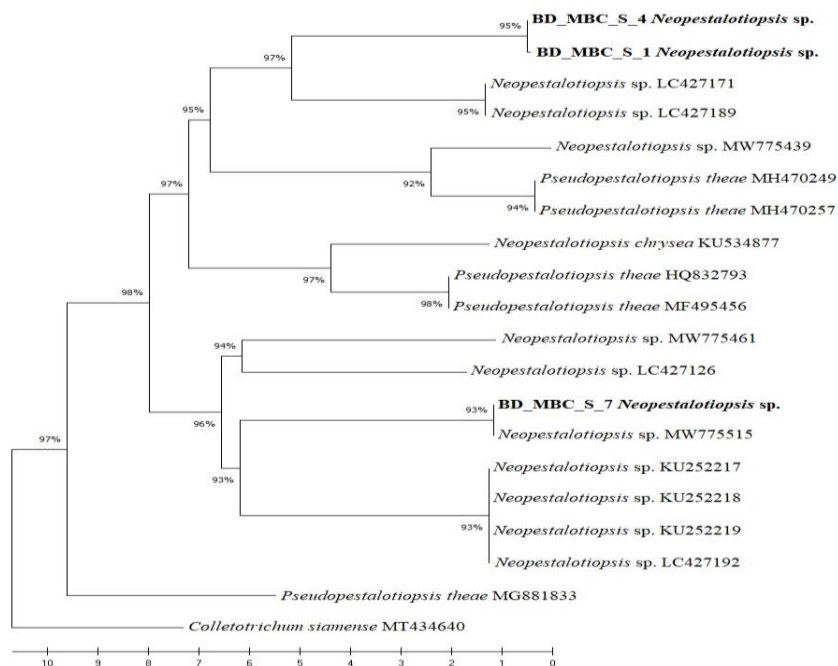 95% BD_MBC_S_4 Neopestalotiopsis sp.
BD_MBC_S_1 Neopestalotiopsis sp.
97%
Neopestalotiopsis sp. LC427171
95% Neopestalotiopsis sp. LC427189
95%
Neopestalotiopsis sp. MW775439
92%
Pseudopestalotiopsis theae MH470249
94% Pseudopestalotiopsis theae MH470257
97%
Neopestalotiopsis chrysea KU534877
97%
Pseudopestalotiopsis theae HQ832793
98% Pseudopestalotiopsis theae MF495456
98%
Neopestalotiopsis sp. MW775461
94%
Neopestalotiopsis sp. LC427126
96%
93% BD_MBC_S_7 Neopestalotiopsis sp.
Neopestalotiopsis sp. MW775515
93%
Neopestalotiopsis sp. KU252217
Neopestalotiopsis sp. KU252218
93% Neopestalotiopsis sp. KU252219
Neopestalotiopsis sp. LC427192
97%
Pseudopestalotiopsis theae MG881833
Colletotrichum siamense MT434640
10 9 8 7 6 5 4 3 2 1 0